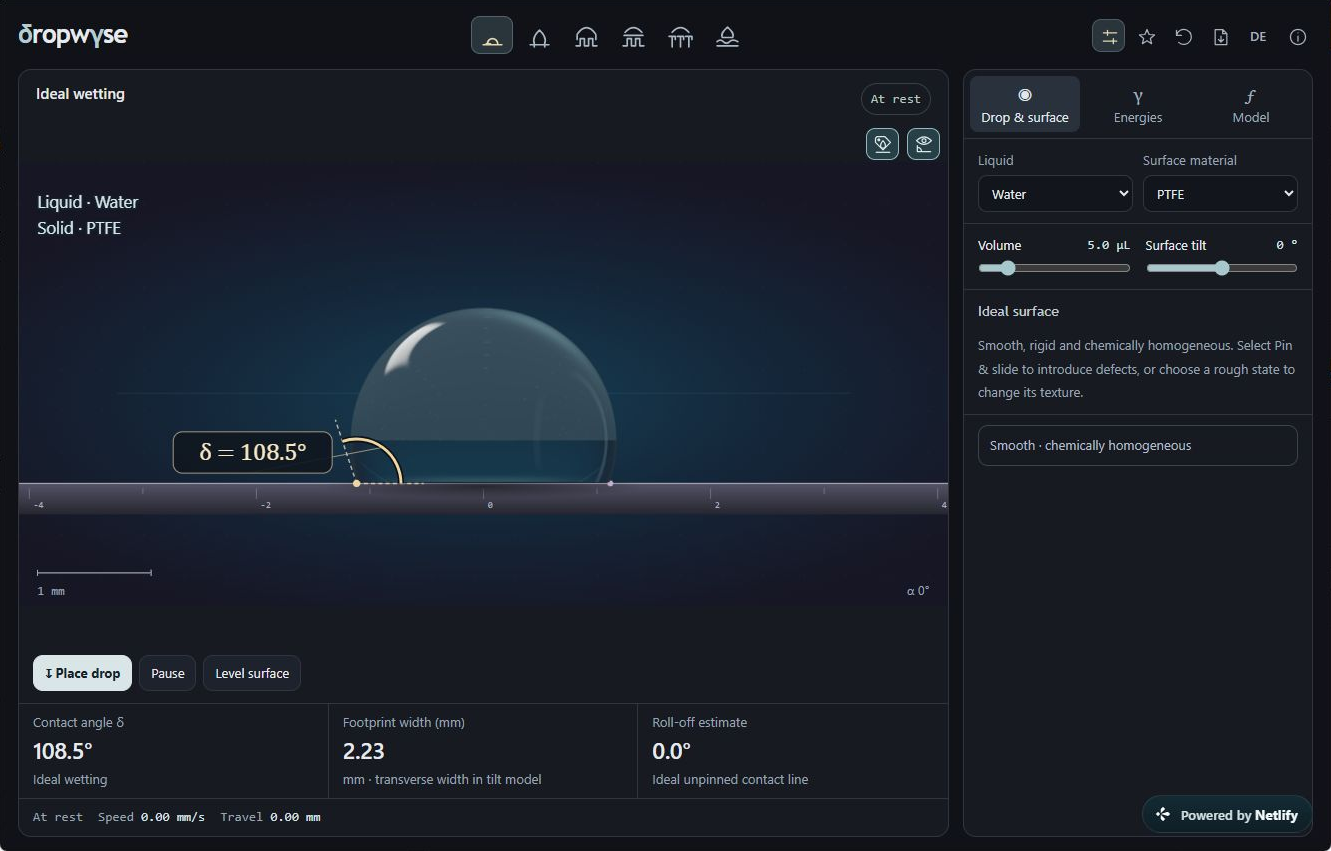 δropwyse
DE
Ideal wetting
At rest
Liquid · Water
Solid · PTFE
δ = 108.5°
-4
-2
0
2
4
1 mm
α 0°
↧ Place drop
Pause
Level surface
Contact angle δ
108.5°
Ideal wetting
Footprint width (mm)
2.23
mm · transverse width in tilt model
Roll-off estimate
0.0°
Ideal unpinned contact line
At rest Speed 0.00 mm/s Travel 0.00 mm
Drop & surface
γ
Energies
ƒ
Model
Liquid
Surface material
Water
PTFE
Volume 5.0 µL
Surface tilt 0 °
Ideal surface
Smooth, rigid and chemically homogeneous. Select Pin
& slide to introduce defects, or choose a rough state to
change its texture.
Smooth · chemically homogeneous
Powered by Netlify